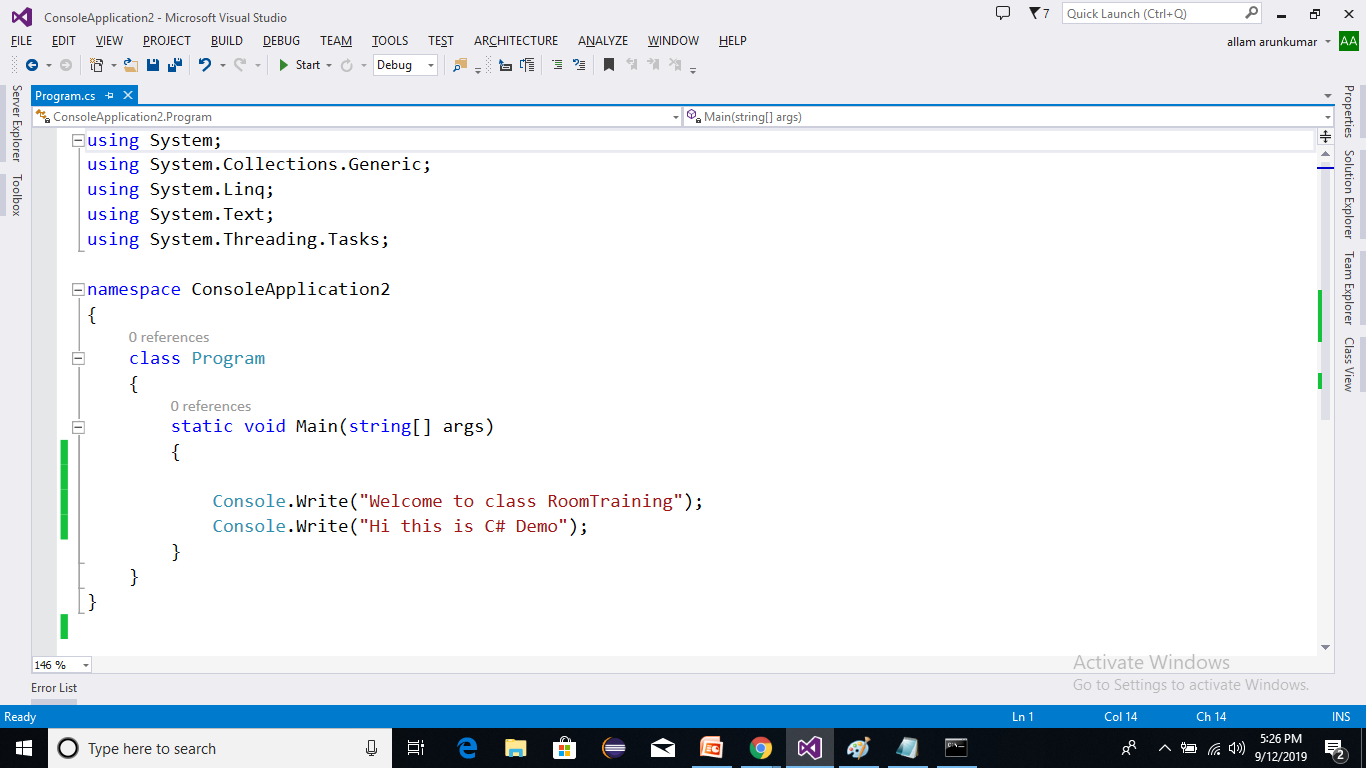 ConsoleApplication2 - Microsoft Visual Studio
7
Quick Launch (Ctrl+Q)
FILE EDIT VIEW PROJECT BUILD DEBUG TEAM TOOLS TEST ARCHITECTURE ANALYZE WINDOW HELP
allam arunkumar AA
Start Debug
Server Explorer
Toolbox
Program.cs
ConsoleApplication2.Program
Main(string[] args)
using System;
using System.Collections.Generic;
using System.Linq;
using System.Text;
using System.Threading.Tasks;
namespace ConsoleApplication2
{
0 references
class Program
{
0 references
static void Main(string[] args)
{
Console.Write("Welcome to class RoomTraining");
Console.Write("Hi this is C# Demo");
}
}
}
Properties
Solution Explorer
Team Explorer
Class View
146 %
Activate Windows
Go to Settings to activate Windows.
Error List
Ready Ln 1 Col 14 Ch 14 INS
Type here to search
5:26 PM
9/12/2019
2